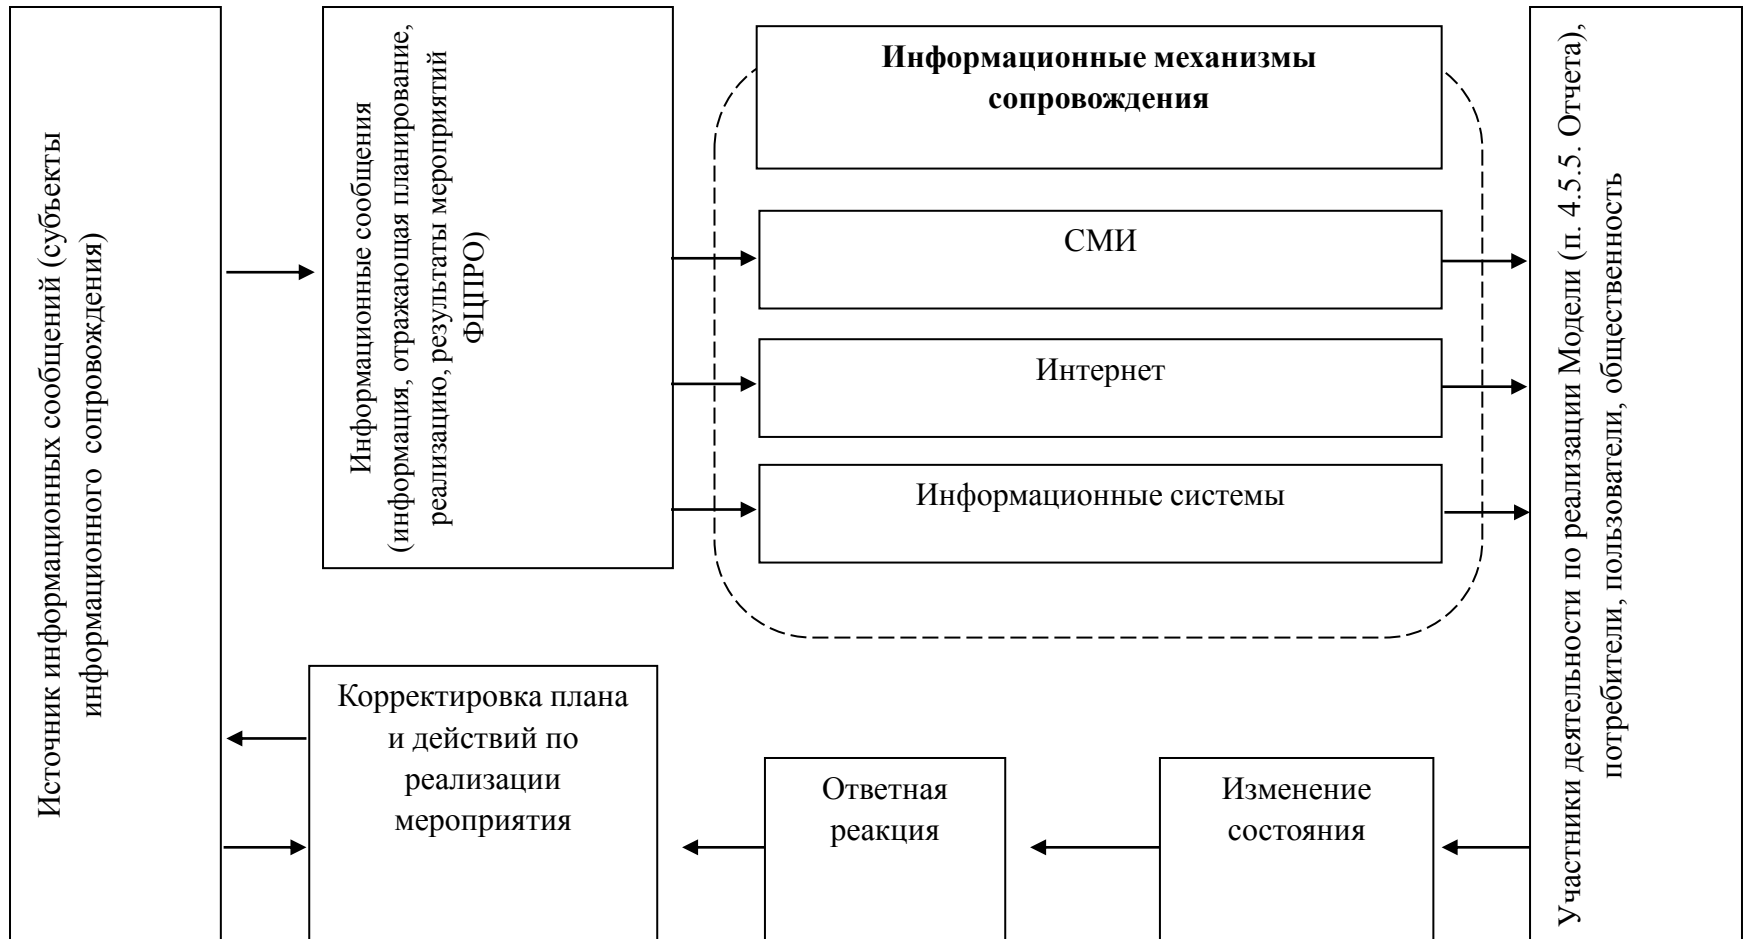 Источник информационных сообщений (субъекты
информационного сопровождения)
Информационные сообщения
(информация, отражающая планирование,
реализацию, результаты мероприятий
ФЦПРО)
Информационные механизмы
сопровождения
СМИ
Интернет
Информационные системы
Участники деятельности по реализации Модели (п. 4.5.5. Отчета),
потребители, пользователи, общественность
Корректировка плана
и действий по
реализации
мероприятия
Ответная
реакция
Изменение
состояния